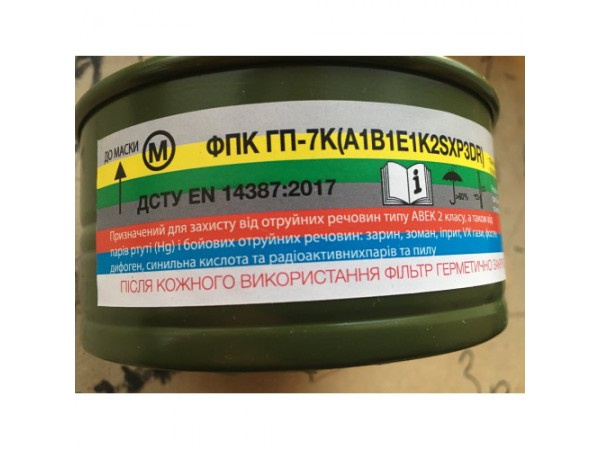 ДО МАСКИ
М
ФПК ГП-7К(А1В1Е1К2SXP3DR)
ДСТУ EN 14387:2017
i
>80%
Призначений для захисту від отруйних речовин типу АВЕК 2 класу, а також від
парів ртуті (Hg) і бойових отруйних речовин: зарин, зоман, іприт, VX гази,
дифоген, синильна кислота та радіоактивнихпарів та пилу
ПІСЛЯ КОЖНОГО ВИКОРИСТАННЯ ФІЛЬТР ГЕРМЕТИЧНО